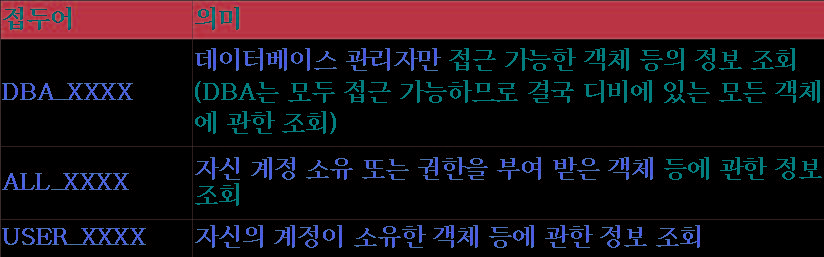 접두어 의미
DBA_XXXX
데이터베이스 관리자만 접근 가능한 객체 등의 정보 조회
(DBA는 모두 접근 가능하므로 결국 디비에 있는 모든 객체
에 관한 조회)
ALL_XXXX
자신 계정 소유 또는 권한을 부여 받은 객체 등에 관한 정보
조회
USER_XXXX 자신의 계정이 소유한 객체 등에 관한 정보 조회